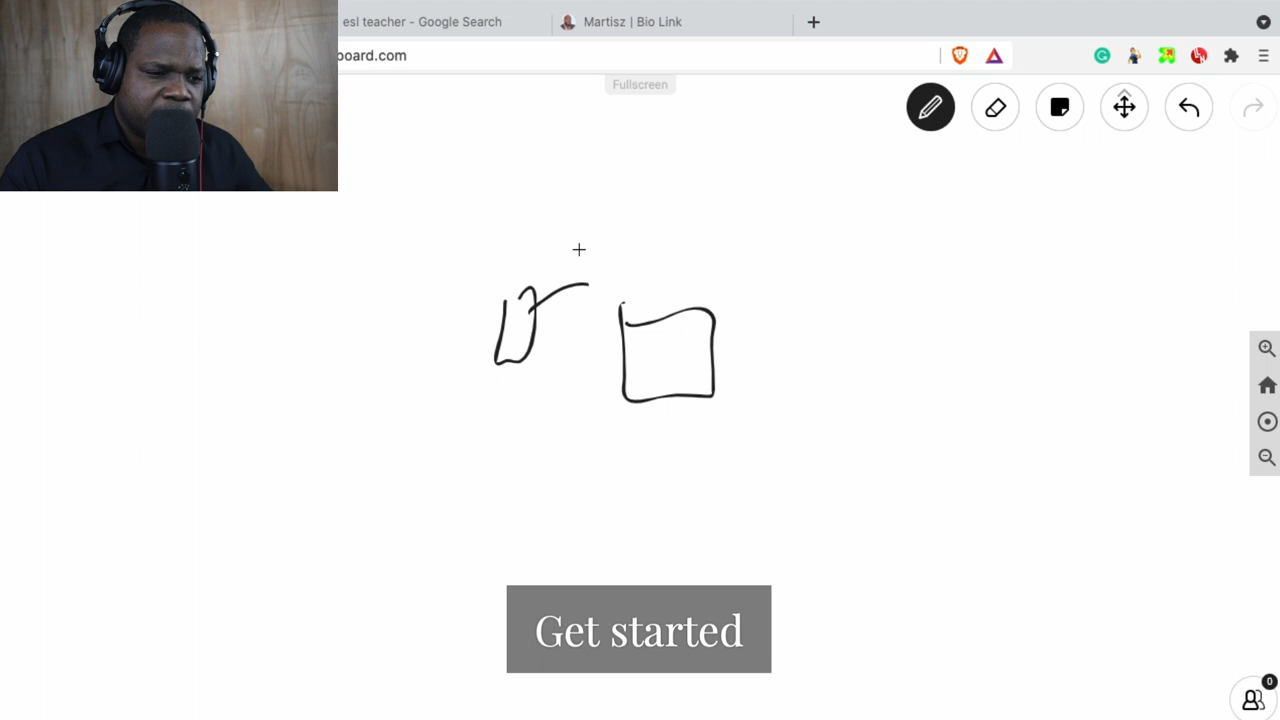 esl teacher - Google Search
Martisz | Bio Link
board.com
Fullscreen
Get started
0